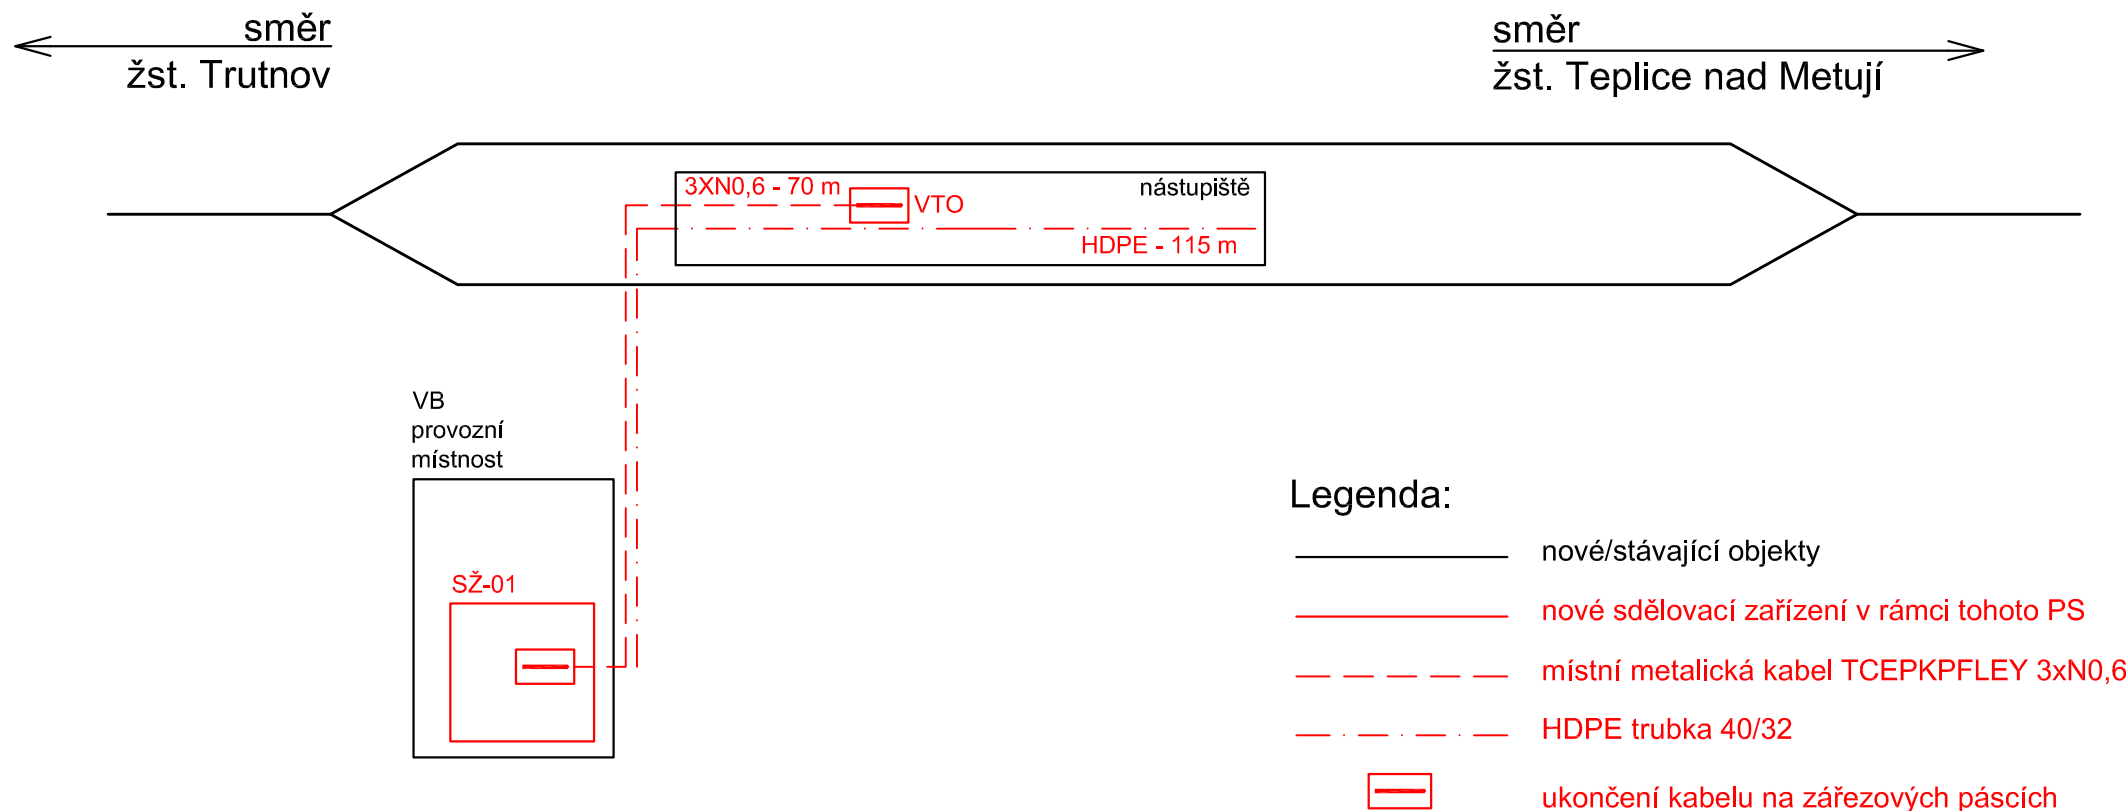 směr
žst. Trutnov
směr
žst. Teplice nad Metují
3XN0,6 - 70 m
nástupiště
VTO
HDPE - 115 m
VB
provozní
místnost
SŽ-01
Legenda:
nové/stávající objekty
nové sdělovací zařízení v rámci tohoto PS
místní metalická kabel TCEPKPFLEY 3xN0,6
HDPE trubka 40/32
ukončení kabelu na zářezových páscích